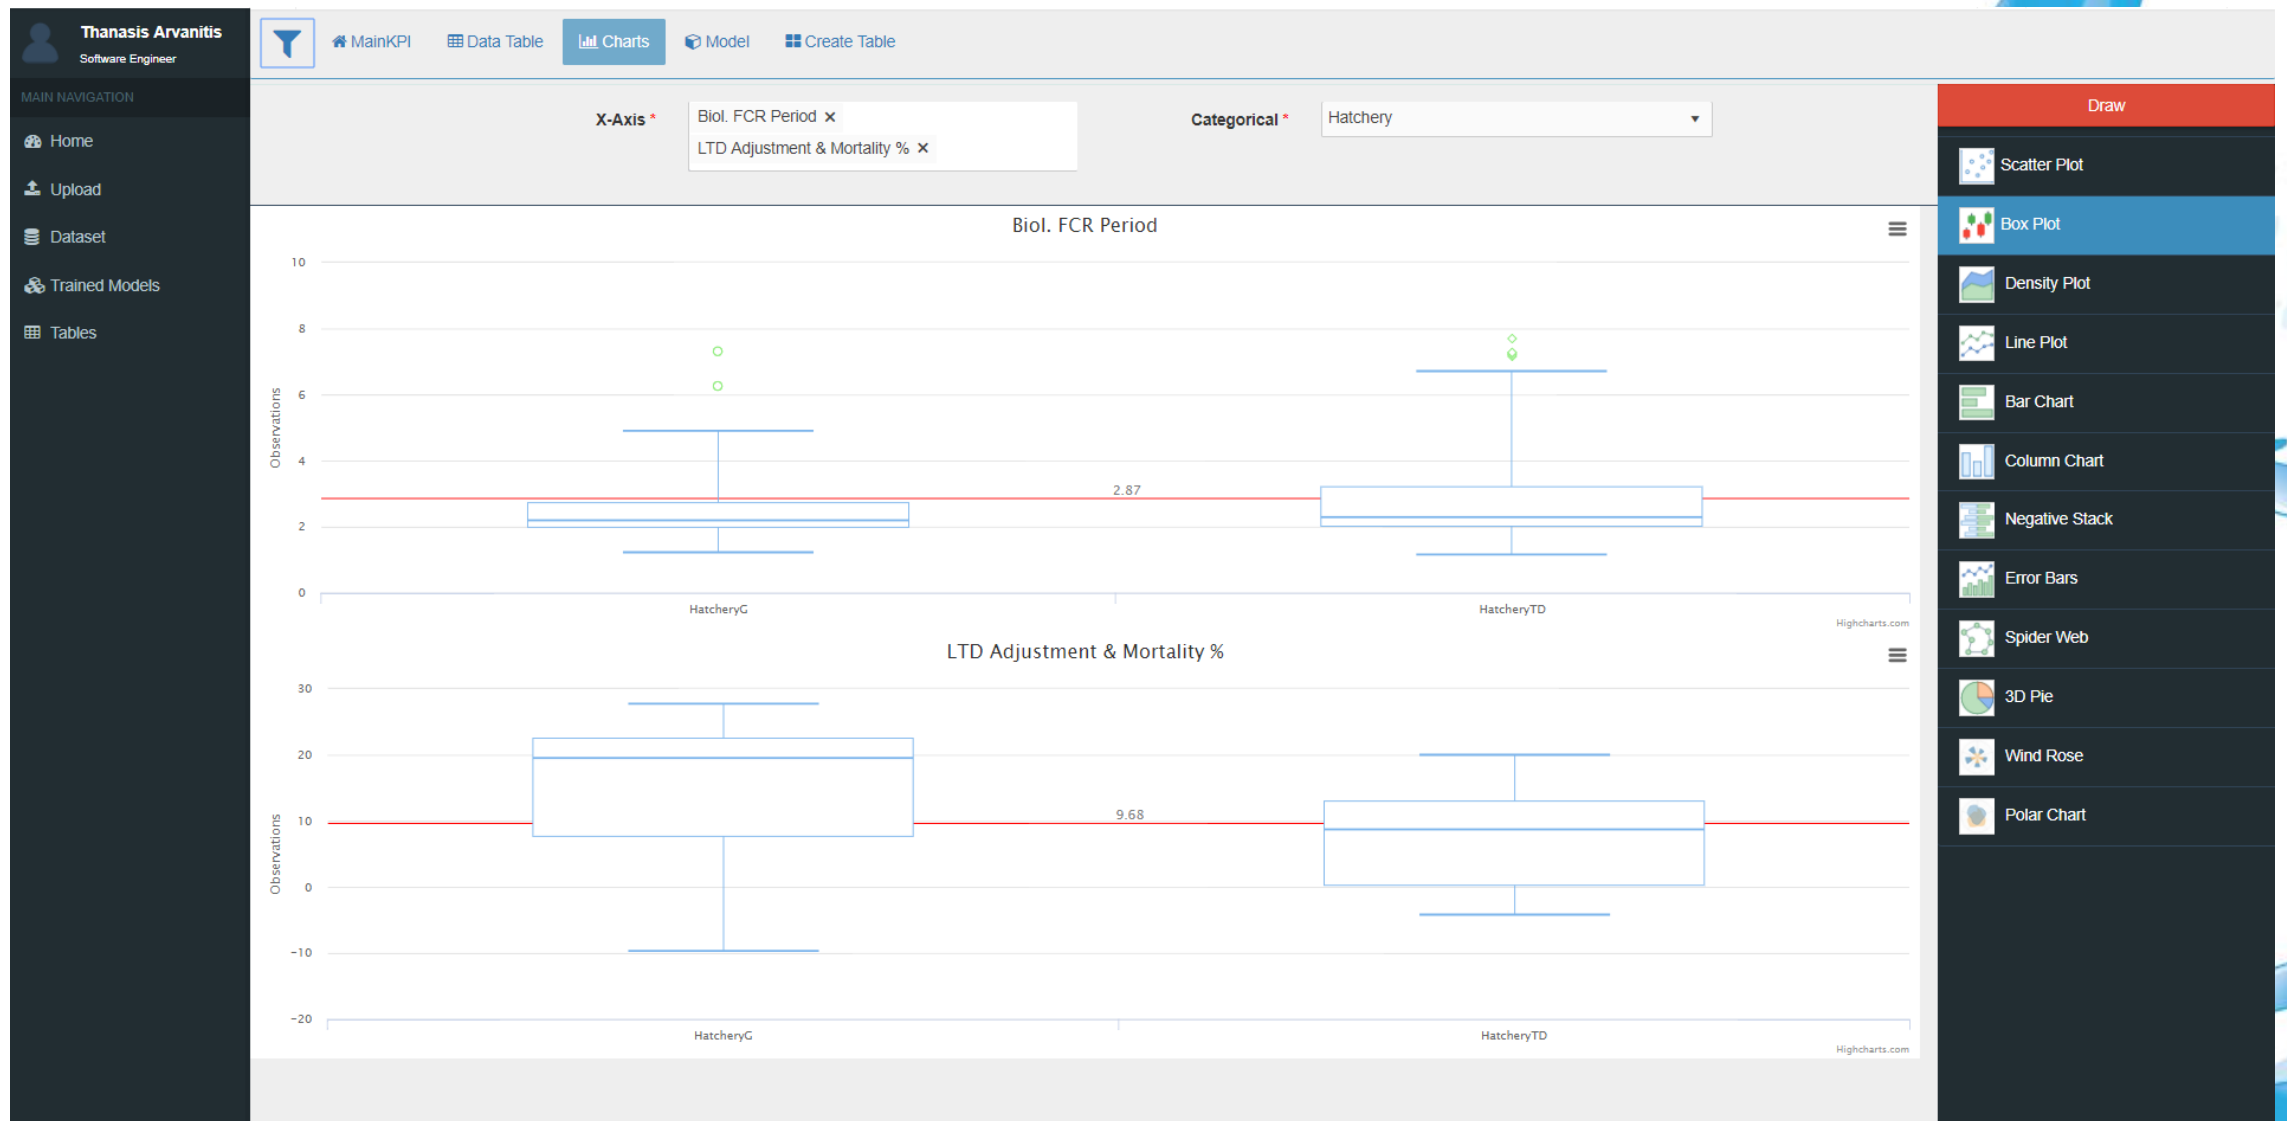 Thanasis Arvanitis
Software Engineer
MAIN NAVIGATION
Home
Upload
Dataset
Trained Models
Tables
MainKPI
Data Table
Charts
Model
Create Table
X-Axis *
Biol. FCR Period ×
LTD Adjustment & Mortality % ×
Categorical *
Hatchery
Biol. FCR Period
10
8
6
4
2
0
Observations
2.87
HatcheryG
HatcheryTD
Highcharts.com
LTD Adjustment & Mortality %
30
20
10
0
-10
-20
Observations
9.68
HatcheryG
HatcheryTD
Highcharts.com
Draw
Scatter Plot
Box Plot
Density Plot
Line Plot
Bar Chart
Column Chart
Negative Stack
Error Bars
Spider Web
3D Pie
Wind Rose
Polar Chart